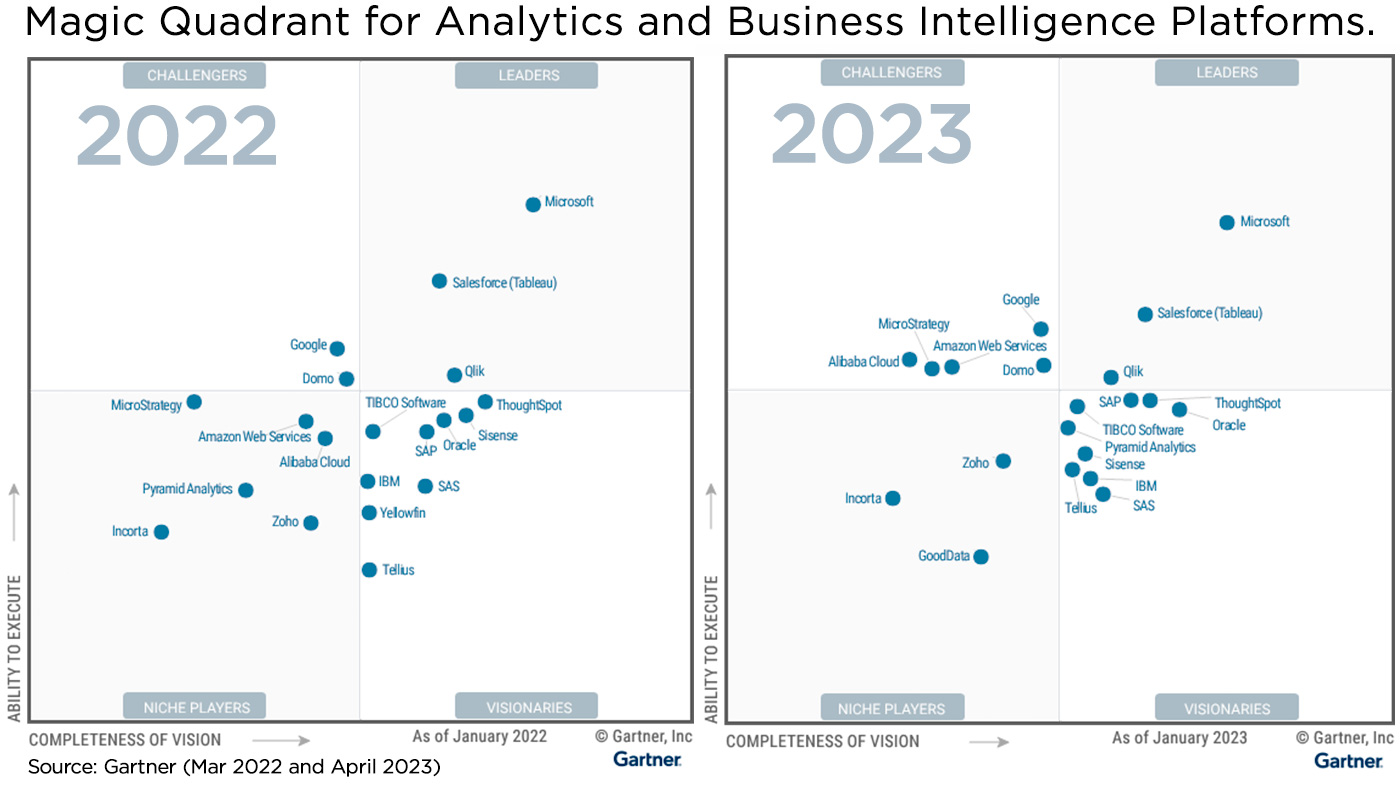 Magic Quadrant for Analytics and Business Intelligence Platforms.
CHALLENGERS
LEADERS
2022
Microsoft
Salesforce (Tableau)
Google
Domo
Qlik
MicroStrategy
TIBCO Software
ThoughtSpot
Amazon Web Services
Sisense
SAP
Oracle
Alibaba Cloud
IBM
SAS
Pyramid Analytics
Yellowfin
Zoho
Incorta
Tellius
NICHE PLAYERS
VISIONARIES
ABILITY TO EXECUTE
COMPLETENESS OF VISION
As of January 2022
© Gartner, Inc
Gartner
Source: Gartner (Mar 2022 and April 2023)
CHALLENGERS
LEADERS
2023
Microsoft
Google
Salesforce (Tableau)
MicroStrategy
Amazon Web Services
Alibaba Cloud
Domo
Qlik
SAP
ThoughtSpot
Oracle
TIBCO Software
Pyramid Analytics
Sisense
Zoho
IBM
Incorta
Tellius
SAS
GoodData
NICHE PLAYERS
VISIONARIES
ABILITY TO EXECUTE
COMPLETENESS OF VISION
As of January 2023
© Gartner, Inc
Gartner